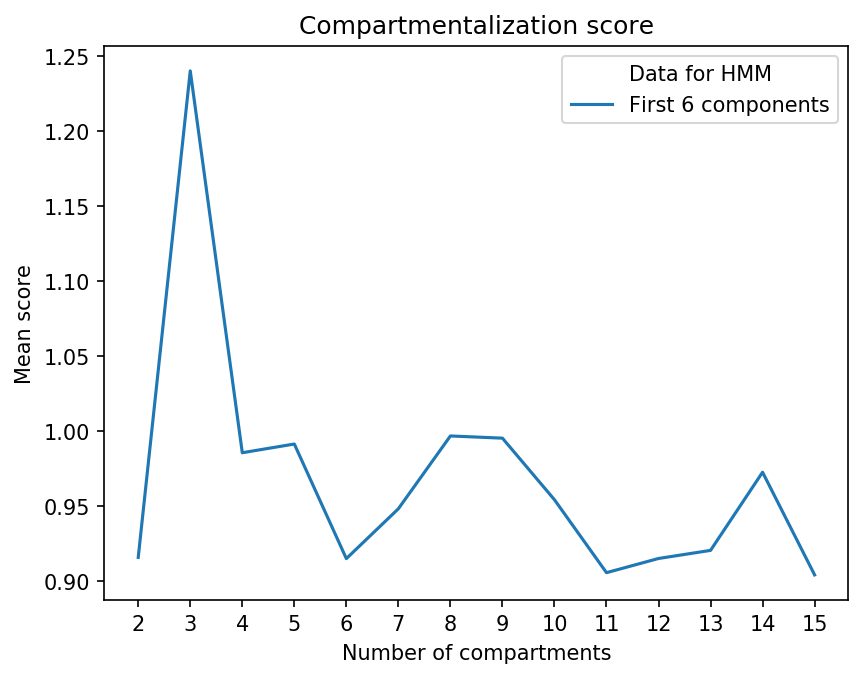 Compartmentalization score
Data for HMM
First 6 components
Mean score
1.25
1.20
1.15
1.10
1.05
1.00
0.95
0.90
2 3 4 5 6 7 8 9 10 11 12 13 14 15
Number of compartments